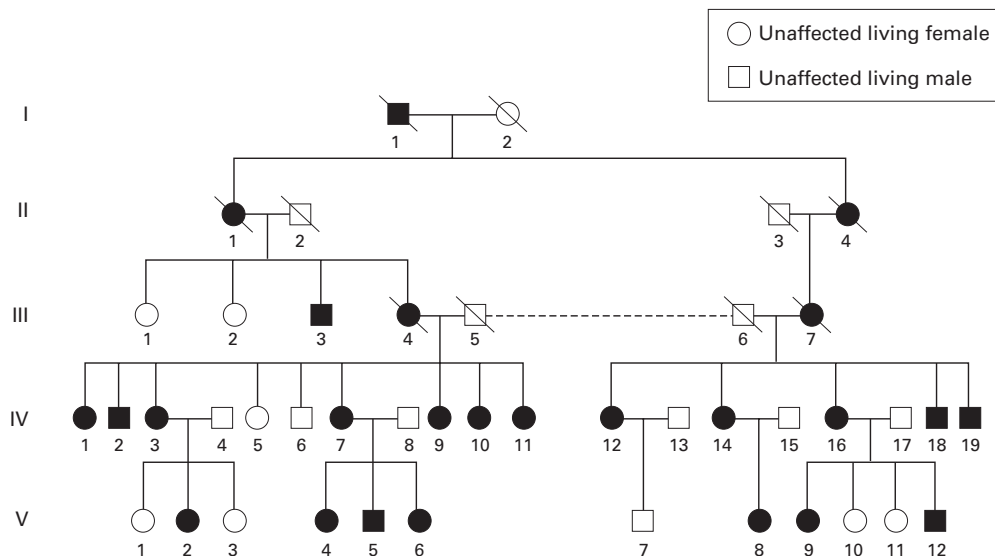 Unaffected living female
Unaffected living male
I
1 2
II
1 2 3 4
III
1 2 3 4 5 6 7
IV
1 2 3 4 5 6 7 8 9 10 11 12 13 14 15 16 17 18 19
V
1 2 3 4 5 6 7 8 9 10 11 12